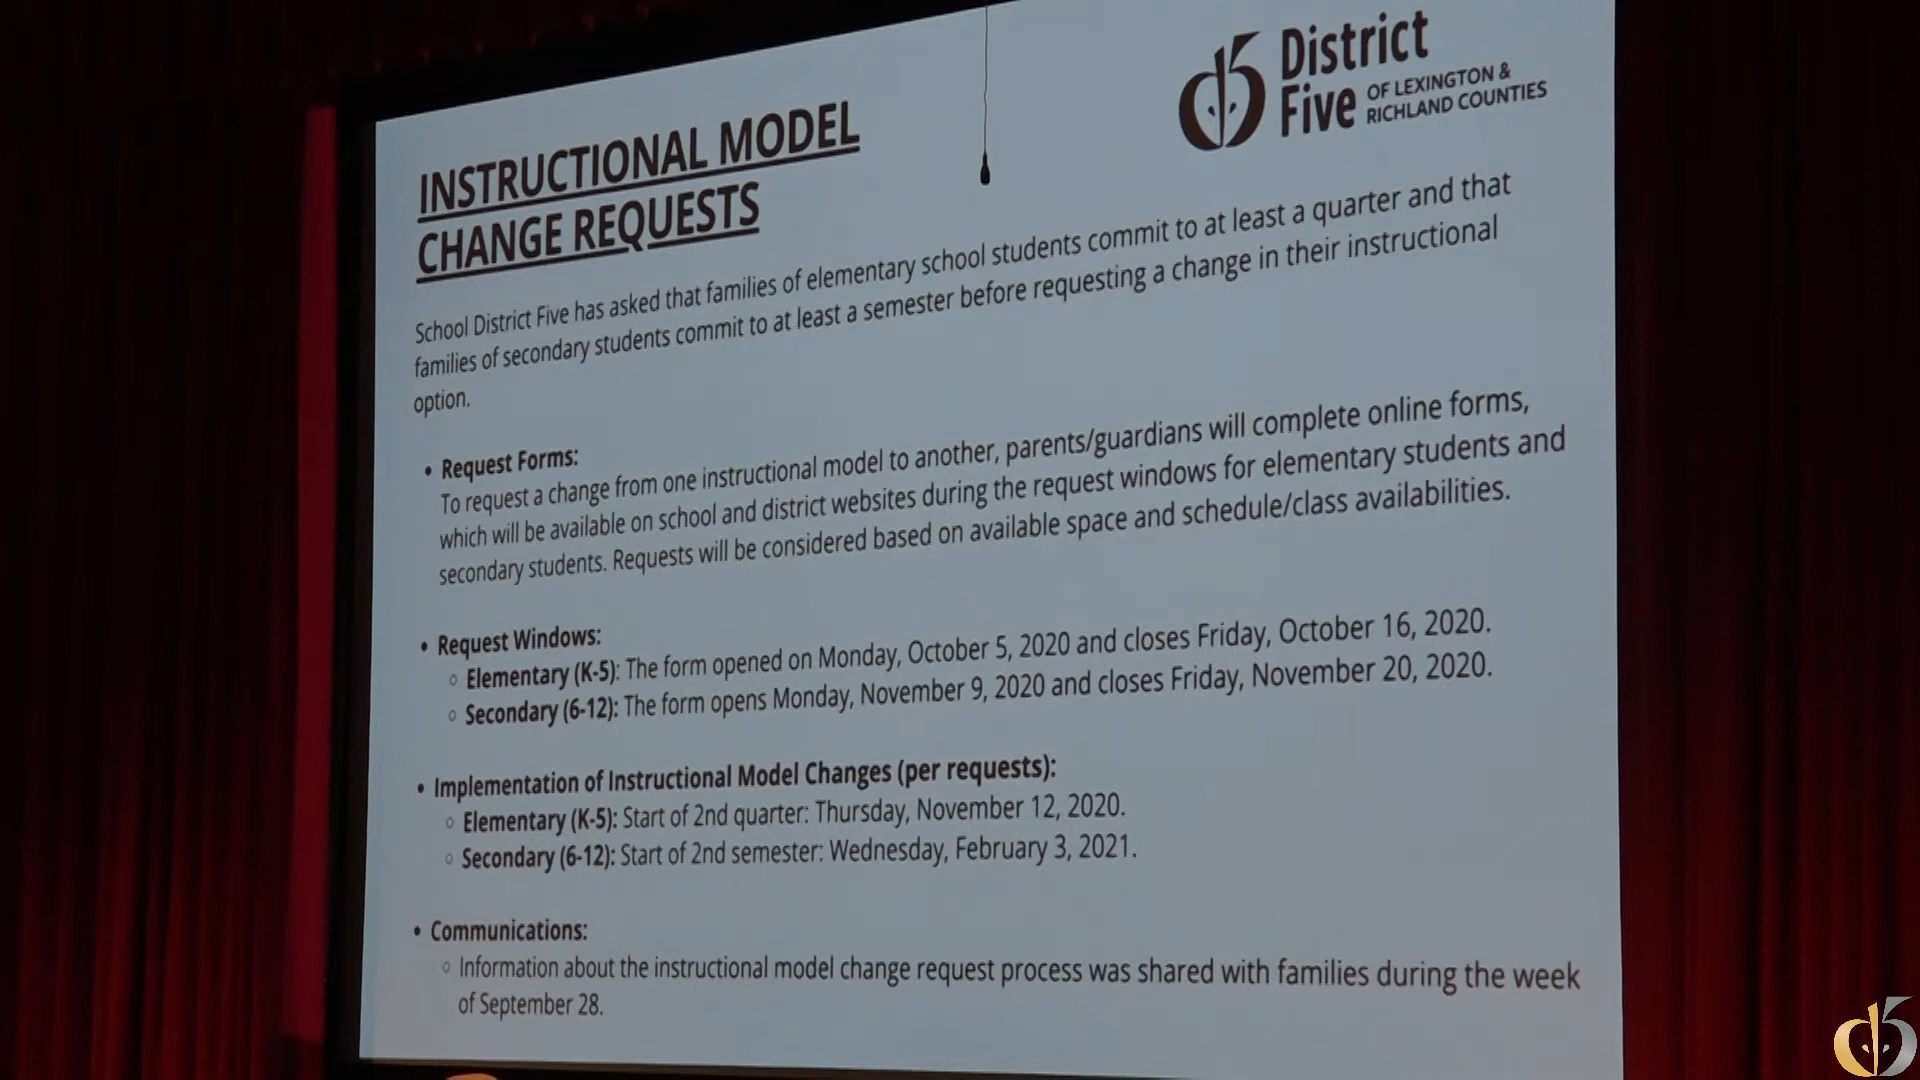 District
Five OF LEXINGTON &
RICHLAND COUNTIES
INSTRUCTIONAL MODEL
CHANGE REQUESTS
School District Five has asked that families of elementary school students commit to at least a quarter and that
families of secondary students commit to at least a semester before requesting a change in their instructional
option.
• Request Forms:
To request a change from one instructional model to another, parents/guardians will complete online forms,
which will be available on school and district websites during the request windows for elementary students and
secondary students. Requests will be considered based on available space and schedule/class availabilities.
• Request Windows:
○ Elementary (K-5): The form opened on Monday, October 5, 2020 and closes Friday, October 16, 2020.
○ Secondary (6-12): The form opens Monday, November 9, 2020 and closes Friday, November 20, 2020.
• Implementation of Instructional Model Changes (per requests):
○ Elementary (K-5): Start of 2nd quarter: Thursday, November 12, 2020.
○ Secondary (6-12): Start of 2nd semester: Wednesday, February 3, 2021.
• Communications:
○ Information about the instructional model change request process was shared with families during the week
of September 28.